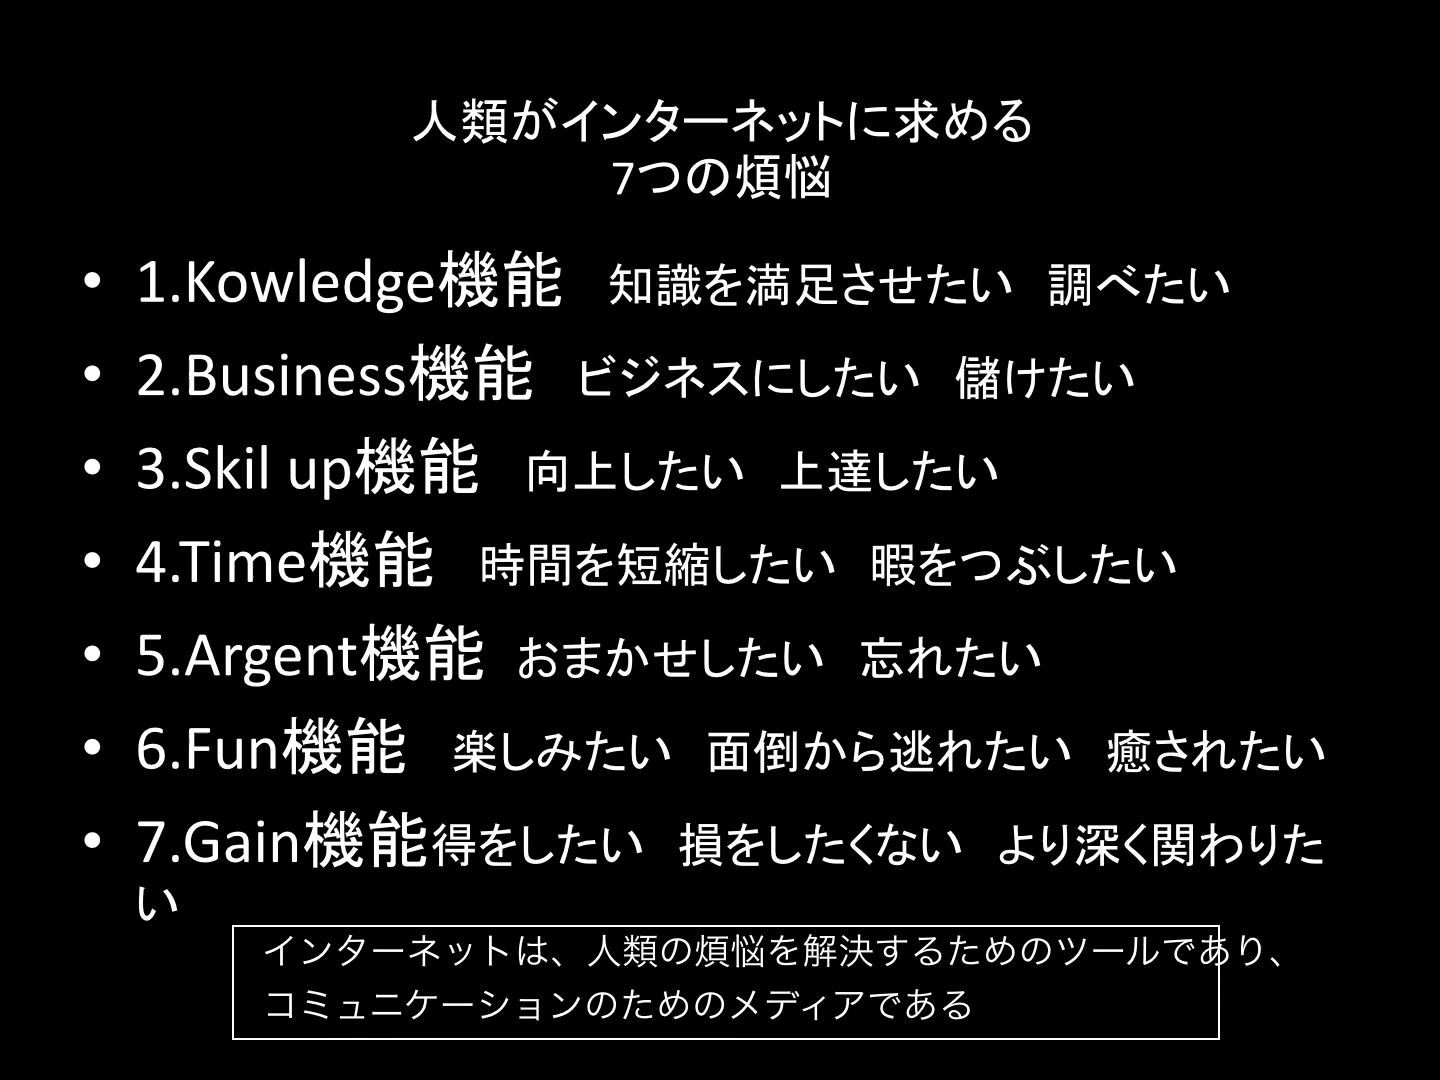 人類がインターネットに求める
7つの煩悩
• 1.Kowledge機能　知識を満足させたい　調べたい
• 2.Business機能　ビジネスにしたい　儲けたい
• 3.Skil up機能　向上したい　上達したい
• 4.Time機能　時間を短縮したい　暇をつぶしたい
• 5.Argent機能　おまかせしたい　忘れたい
• 6.Fun機能　楽しみたい　面倒から逃れたい　癒されたい
• 7.Gain機能得をしたい　損をしたくない　より深く関わりた
い
インターネットは、人類の煩悩を解決するためのツールであり、
コミュニケーションのためのメディアである